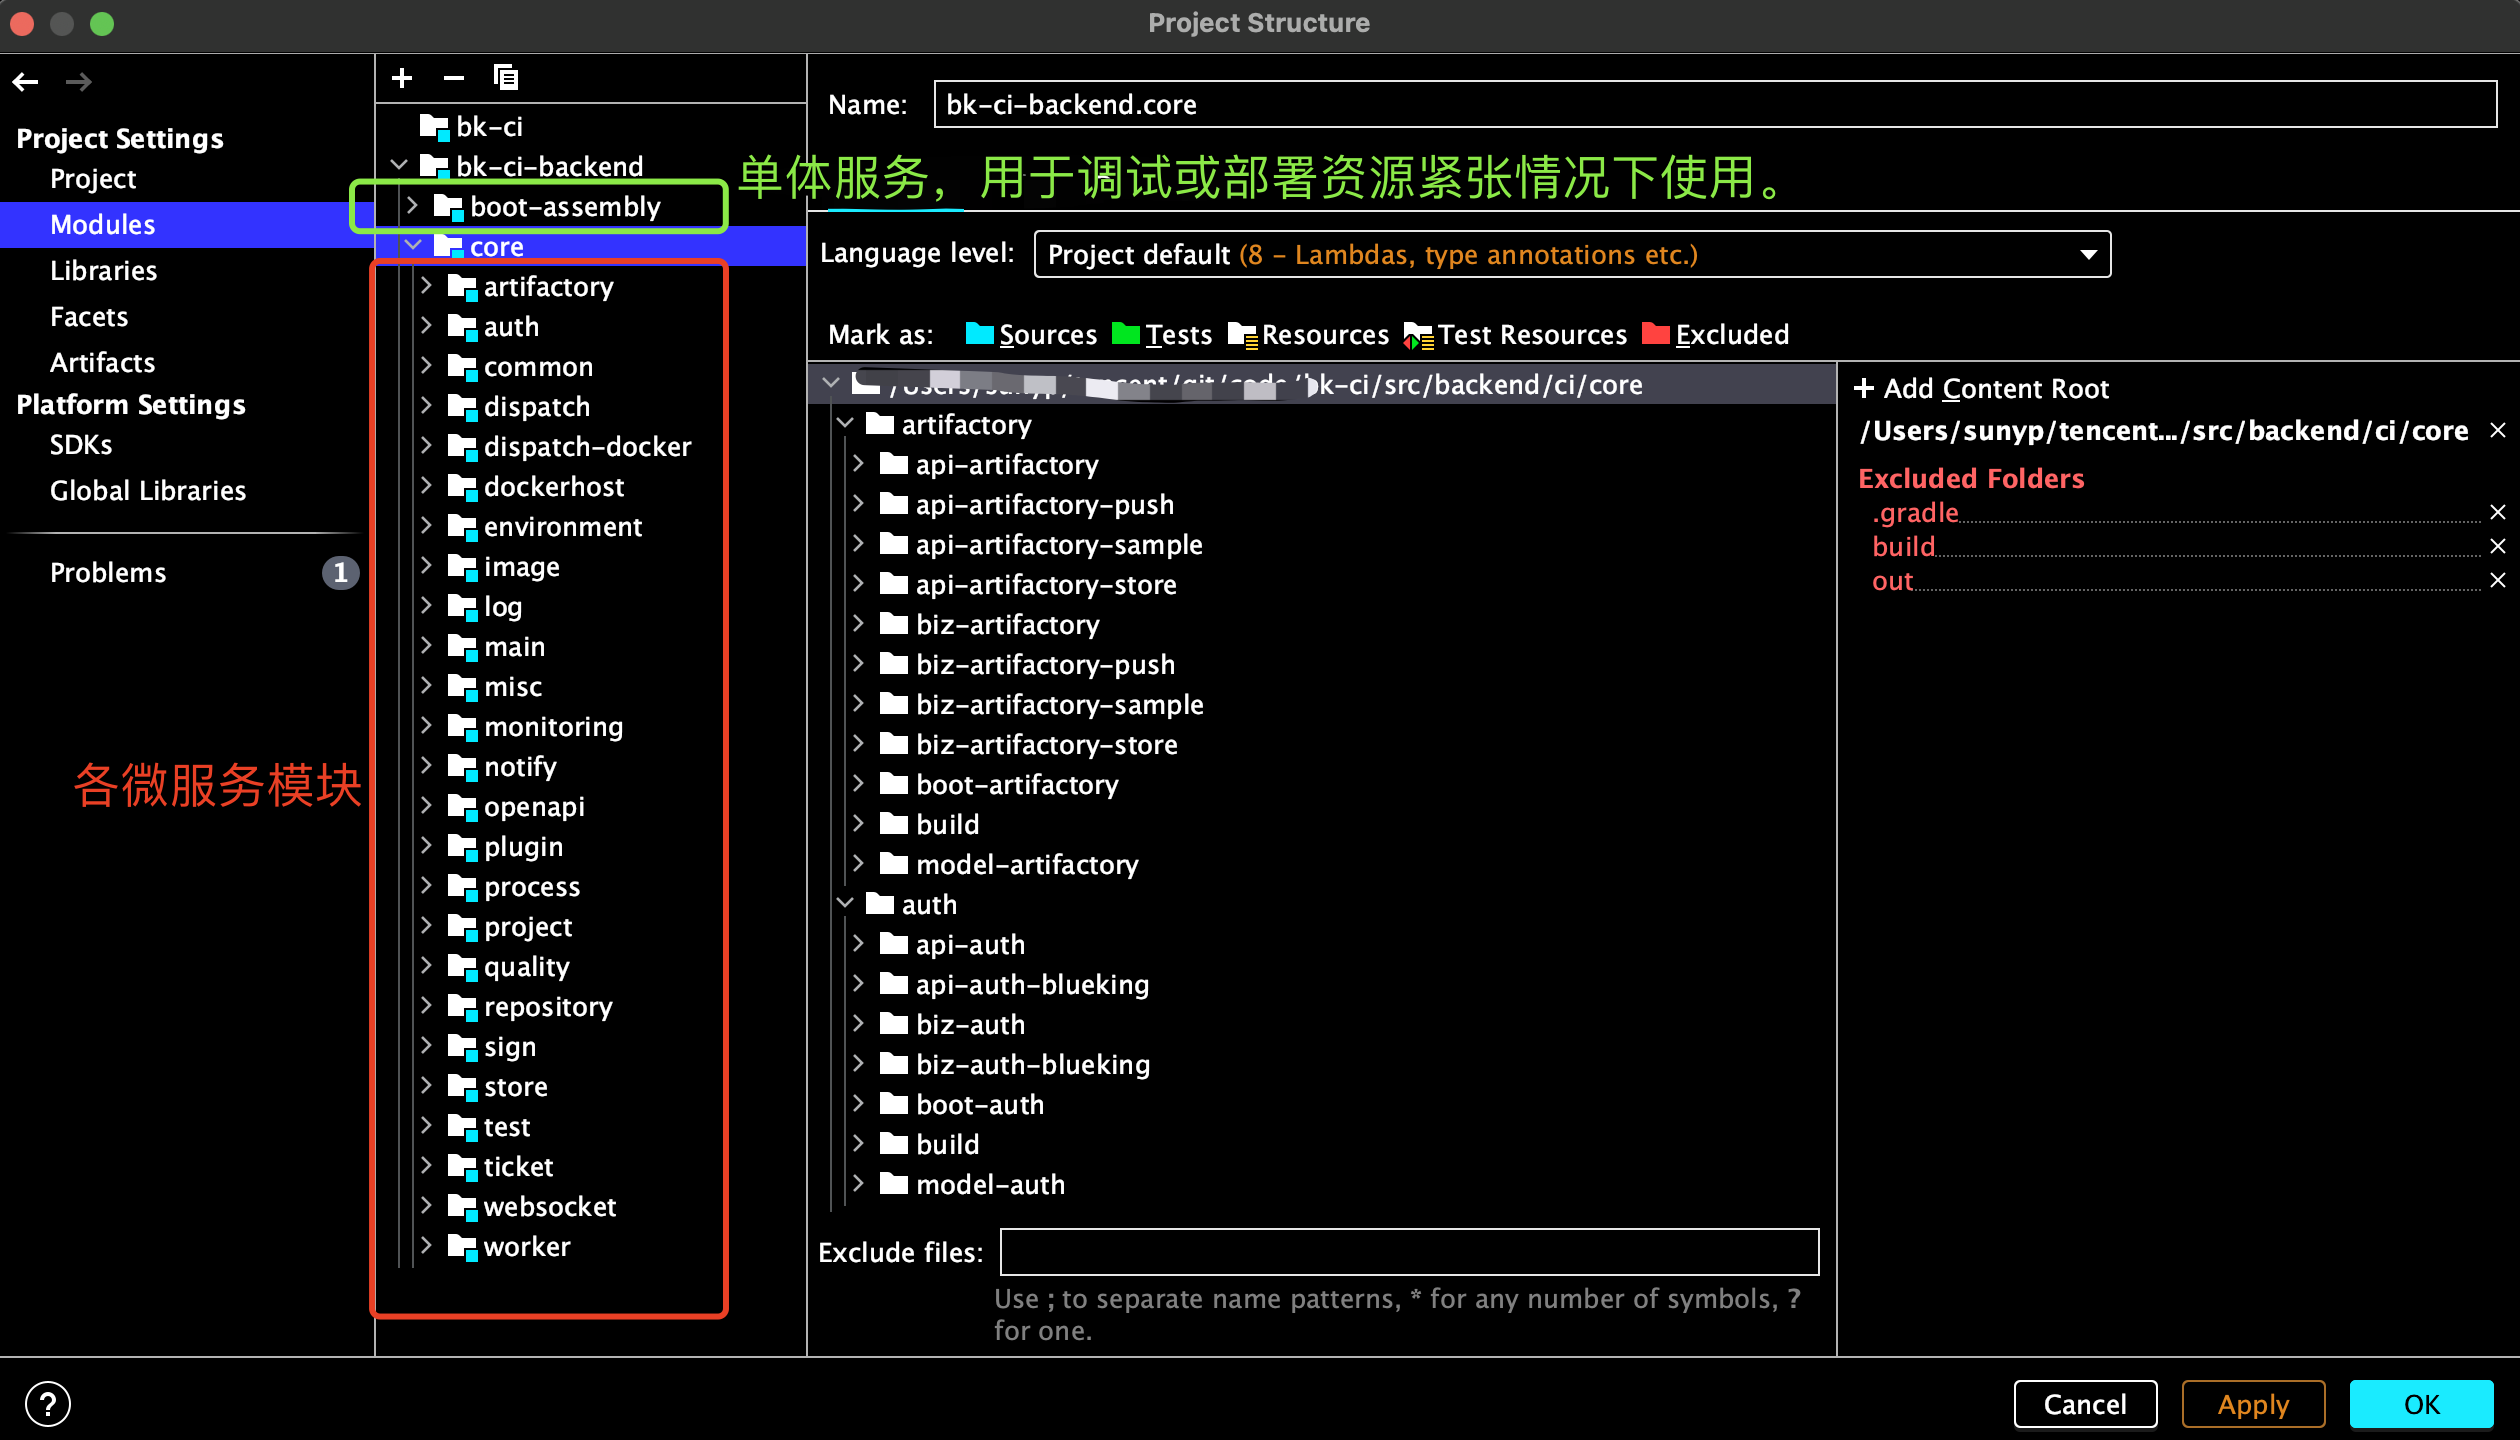 Project Structure
Project Settings
Project
Modules
Libraries
Facets
Artifacts
Platform Settings
SDKs
Global Libraries
Problems
1
各微服务模块
bk-ci
bk-ci-backend
boot-assembly
core
artifactory
auth
common
dispatch
dispatch-docker
dockerhost
environment
image
log
main
misc
monitoring
notify
openapi
plugin
process
project
quality
repository
sign
store
test
ticket
websocket
worker
Name: bk-ci-backend.core
单体服务，用于调试或部署资源紧张情况下使用。
Language level: Project default (8 - Lambdas, type annotations etc.)
Mark as: Sources Tests Resources Test Resources Excluded
bk-ci/src/backend/ci/core
artifactory
api-artifactory
api-artifactory-push
api-artifactory-sample
api-artifactory-store
biz-artifactory
biz-artifactory-push
biz-artifactory-sample
biz-artifactory-store
boot-artifactory
build
model-artifactory
auth
api-auth
api-auth-blueking
biz-auth
biz-auth-blueking
boot-auth
build
model-auth
Exclude files:
Use ; to separate name patterns, * for any number of symbols, ?
for one.
+ Add Content Root
/Users/sunyp/tencent.../src/backend/ci/core
Excluded Folders
.gradle
build
out
?
Cancel
Apply
OK